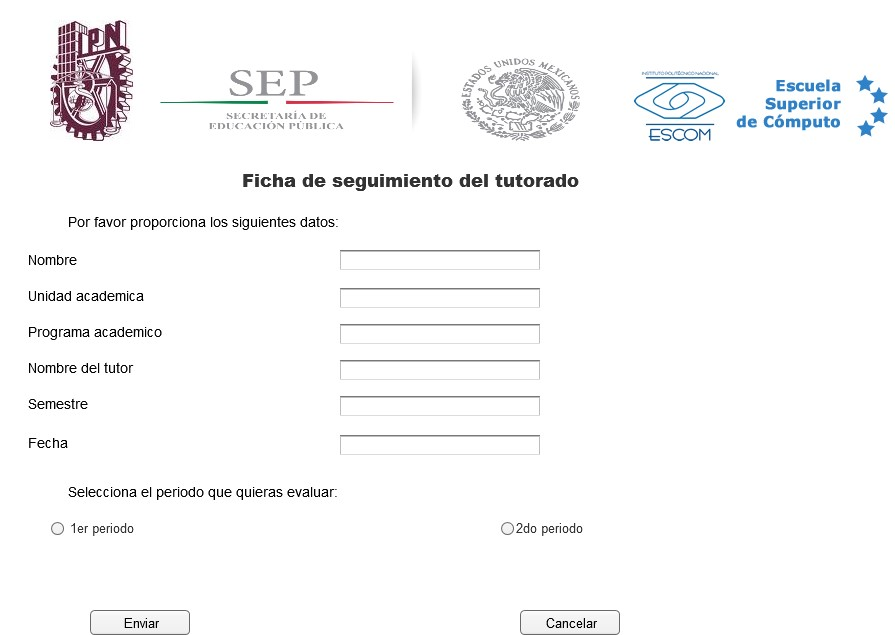 IPN
SEP
SECRETARÍA DE
EDUCACIÓN PÚBLICA
ESTADOS UNIDOS MEXICANOS
INSTITUTO POLITÉCNICO NACIONAL
ESCOM
Escuela
Superior
de Cómputo
Ficha de seguimiento del tutorado
Por favor proporciona los siguientes datos:
Nombre
Unidad academica
Programa academico
Nombre del tutor
Semestre
Fecha
Selecciona el periodo que quieras evaluar:
1er periodo 2do periodo
Enviar Cancelar